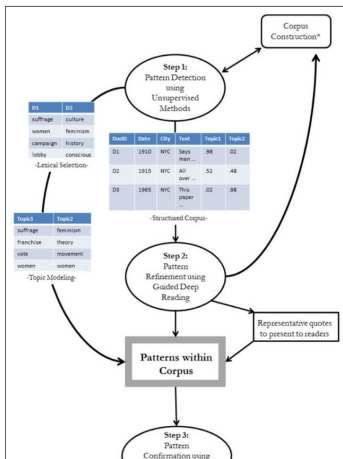 Corpus
Construction*
Step 1:
Pattern Detection
using
Unsupervised
Methods
D1 D2
suffrage culture
women feminism
campaign history
lobby conscious
-Lexical Selection-
DocID Date City Text Topic1 Topic2
D1 1910 NYC Says man ... .98 .02
D2 1915 NYC All over ... .52 .48
D3 1965 NYC Thru paper ... .02 .98
-Structured Corpus-
Topic1 Topic2
suffrage feminism
franchise theory
vote movement
women women
-Topic Modeling-
Step 2:
Pattern
Refinement using
Guided Deep
Reading
Representative quotes
to present to readers
Patterns within
Corpus
Step 3:
Pattern
Confirmation using